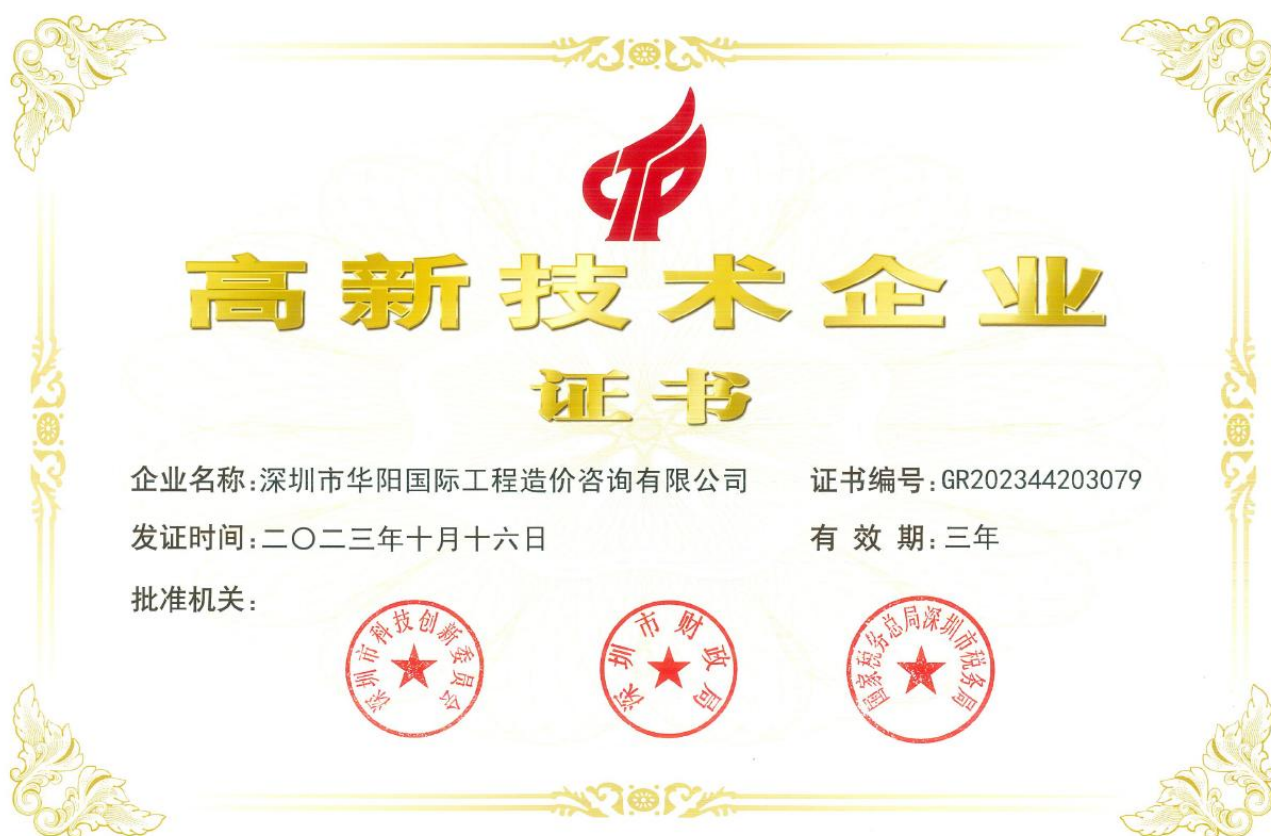 高新技术企业
证书
企业名称:深圳市华阳国际工程造价咨询有限公司 证书编号:GR202344203079
发证时间:二〇二三年十月十六日 有 效 期:三年
批准机关:
深圳市科技创新委员会 深圳市财政局 国家税务总局深圳市税务局